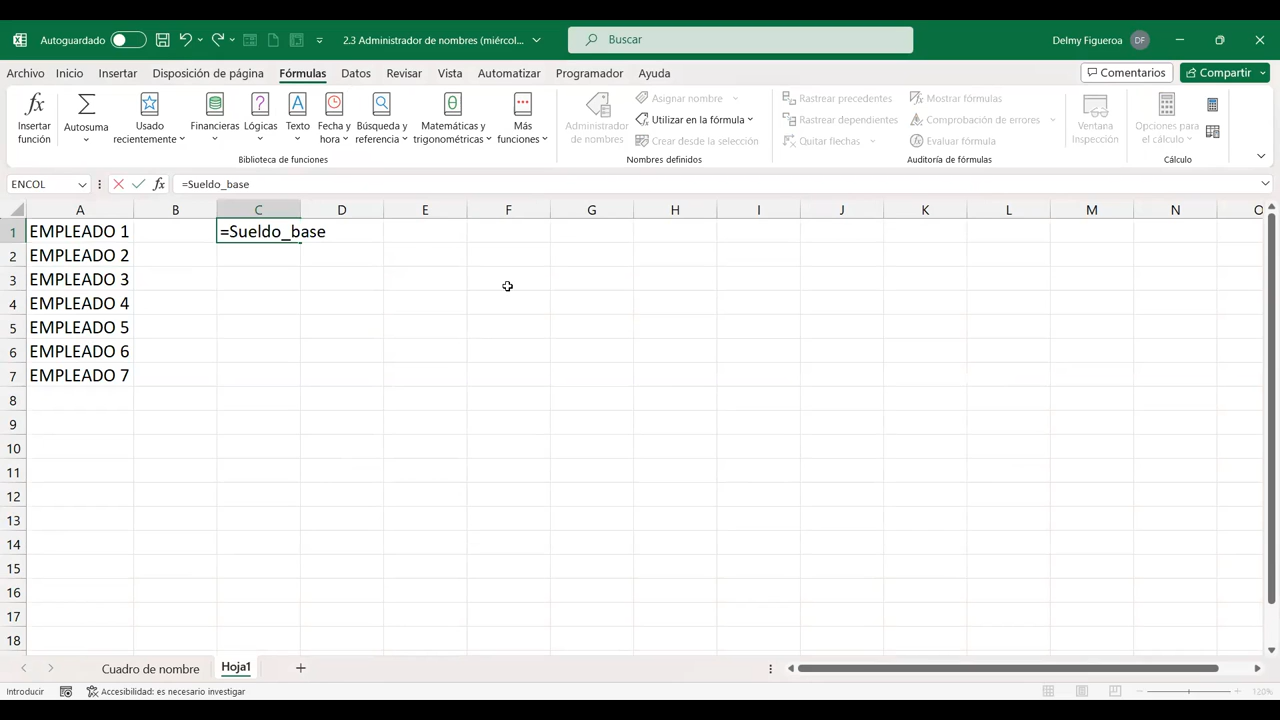 Autoguardado
2.3 Administrador de nombres (miércol...
Buscar
Delmy Figueroa
DF
Archivo
Inicio
Insertar
Disposición de página
Fórmulas
Datos
Revisar
Vista
Automatizar
Programador
Ayuda
Comentarios
Compartir
fx
Insertar
función
Autosuma
Usado
recientemente
Financieras
Lógicas
Texto
Fecha y
hora
Búsqueda y
referencia
Matemáticas y
trigonométricas
Más
funciones
Biblioteca de funciones
Administrador
de nombres
Asignar nombre
Utilizar en la fórmula
Crear desde la selección
Nombres definidos
Rastrear precedentes
Rastrear dependientes
Quitar flechas
Mostrar fórmulas
Comprobación de errores
Evaluar fórmula
Auditoría de fórmulas
Ventana
Inspección
Opciones para
el cálculo
Cálculo
ENCOL
fx
=Sueldo_base
A B C D E F G H I J K L M N O
1 EMPLEADO 1 =Sueldo_base
2 EMPLEADO 2
3 EMPLEADO 3
4 EMPLEADO 4
5 EMPLEADO 5
6 EMPLEADO 6
7 EMPLEADO 7
8
9
10
11
12
13
14
15
16
17
18
Cuadro de nombre
Hoja1
Introducir
Accesibilidad: es necesario investigar
120%